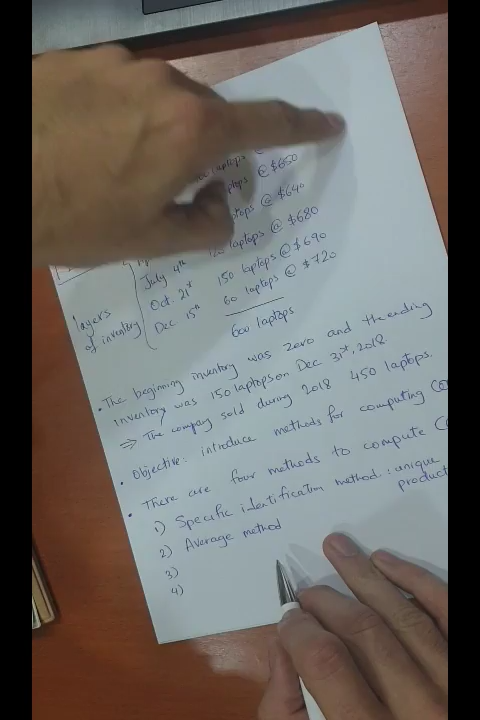 100 laptops @
laptops @ $650
laptops @ $640
July 4th 120 laptops @ $680
Oct. 21st 150 laptops @ $690
Dec. 15th 60 laptops @ $720
600 laptops
layers
of inventory
• The beginning inventory was zero and the ending
inventory was 150 laptops on Dec. 31st, 2018.
⇒ The company sold during 2018 450 laptops.
• Objective: introduce methods for computing
• There are four methods to compute
1) Specific identification method: unique
product
2) Average method
3)
4)